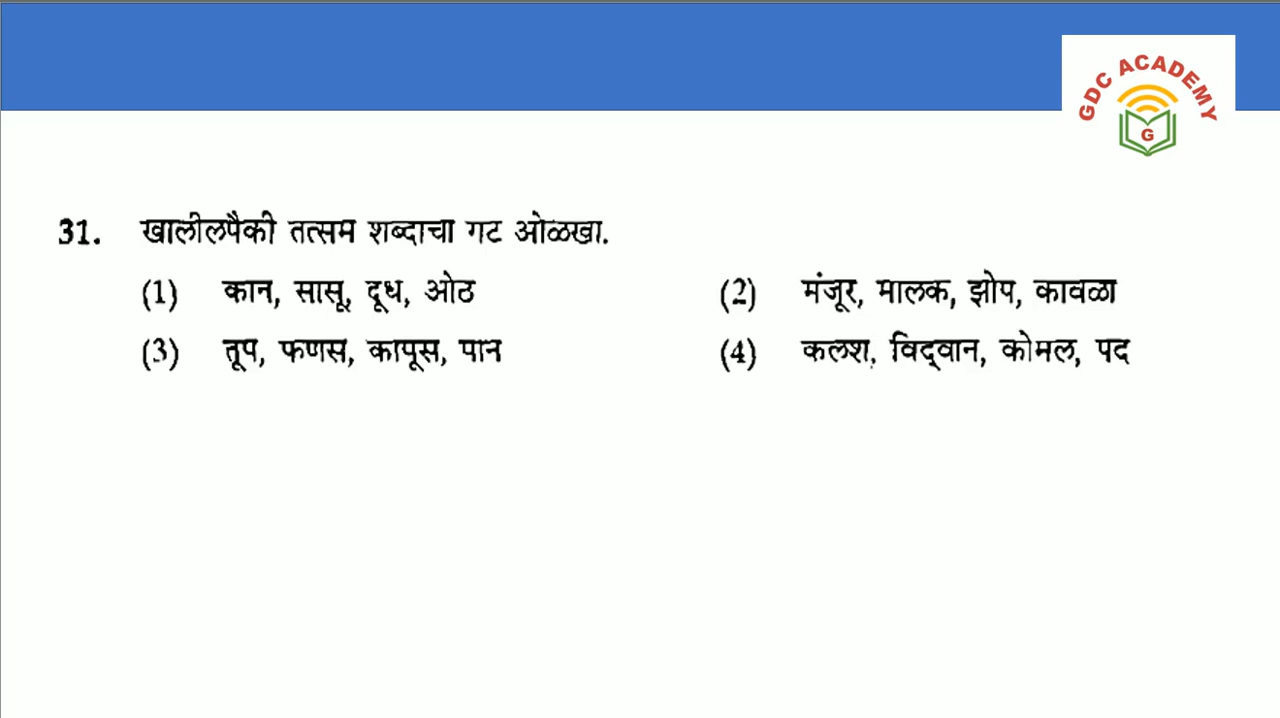 GDC ACADEMY
G
31. खालीलपैकी तत्सम शब्दाचा गट ओळखा.
(1) कान, सासू, दूध, ओठ (2) मंजूर, मालक, झोप, कावळा
(3) तूप, फणस, कापूस, पान (4) कलश, विद्‌वान, कोमल, पद